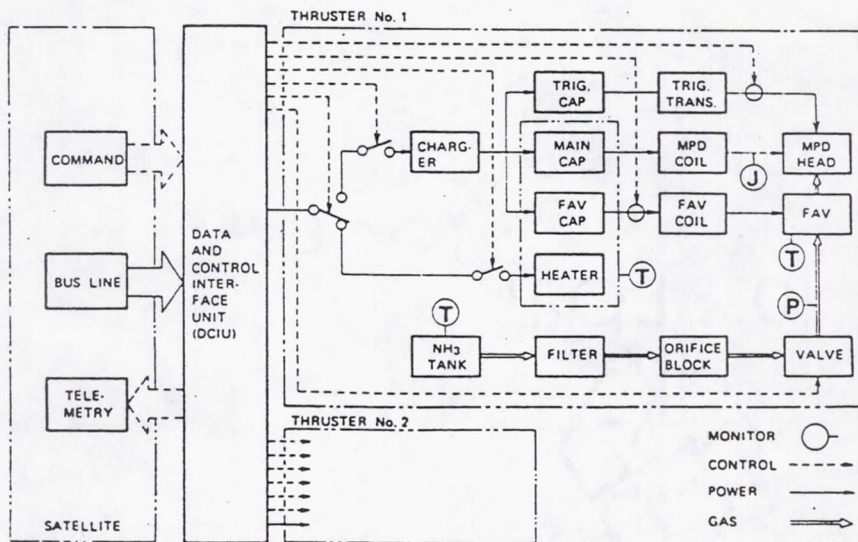 THRUSTER No. 1
TRIG.
CAP
TRIG.
TRANS.
COMMAND
CHARG-
ER
MAIN
CAP
MPD
COIL
MPD
HEAD
J
FAV
CAP
FAV
COIL
FAV
T
DATA
AND
CONTROL
INTER-
FACE
UNIT
(DCIU)
BUS LINE
HEATER
T
P
T
NH3
TANK
FILTER
ORIFICE
BLOCK
VALVE
TELE-
METRY
THRUSTER No. 2
MONITOR
CONTROL
POWER
GAS
SATELLITE